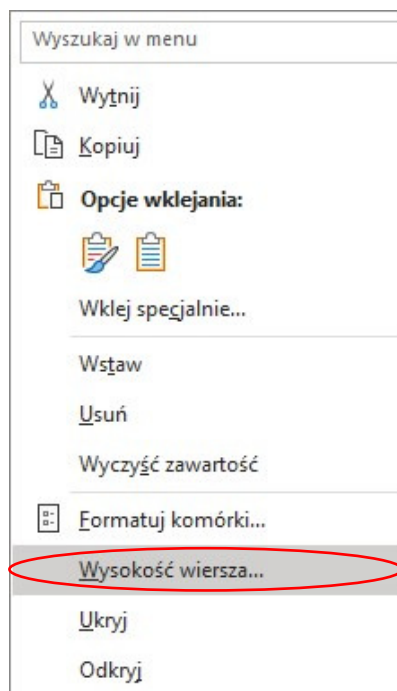 Wyszukaj w menu
Wytnij
Kopiuj
Opcje wklejania:
Wklej specjalnie...
Wstaw
Usuń
Wyczyść zawartość
Formatuj komórki...
Wysokość wiersza...
Ukryj
Odkryj